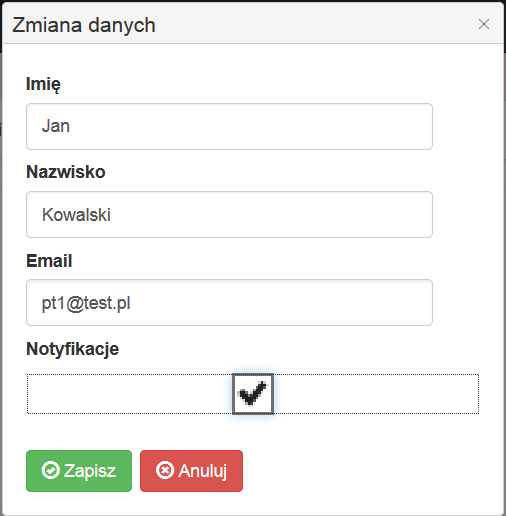 Zmiana danych
Imię
Jan
Nazwisko
Kowalski
Email
pt1@test.pl
Notyfikacje
Zapisz Anuluj